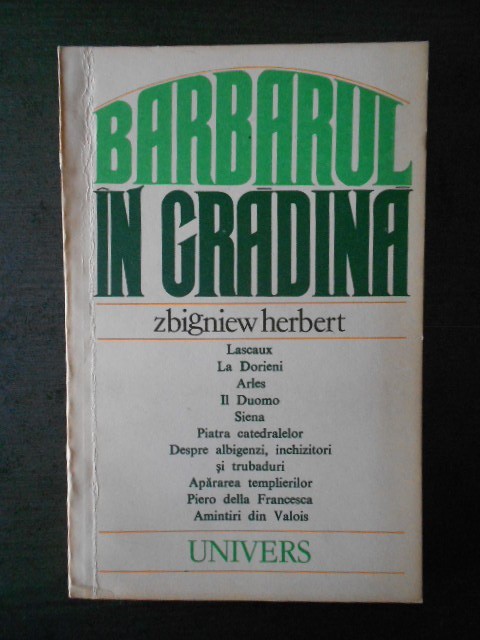 BARBARUL
ÎN GRĂDINĂ
zbigniew herbert
Lascaux
La Dorieni
Arles
Il Duomo
Siena
Piatra catedralelor
Despre albigenzi, inchizitori
și trubaduri
Apărarea templierilor
Piero della Francesca
Amintiri din Valois
UNIVERS